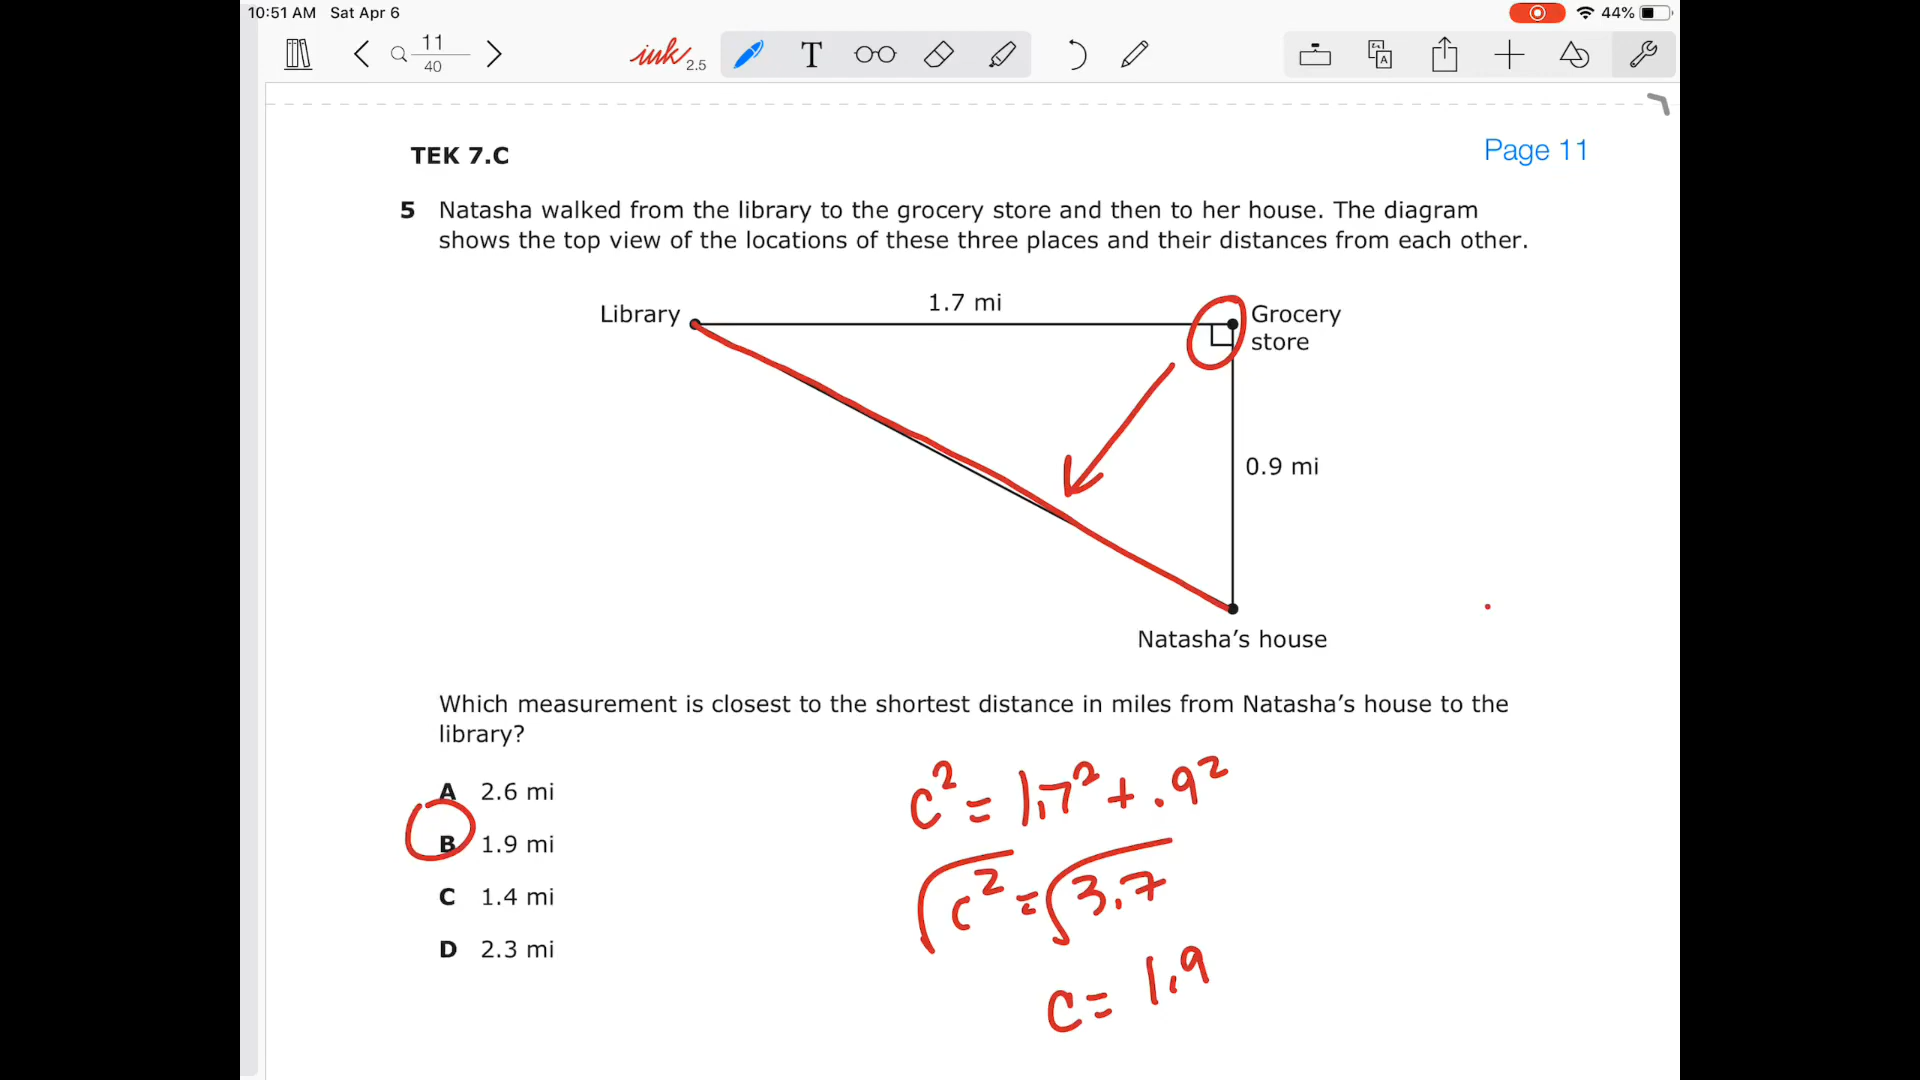 10:51 AM Sat Apr 6
44%
11
40
ink 2.5
T
A
TEK 7.C
Page 11
5 Natasha walked from the library to the grocery store and then to her house. The diagram
shows the top view of the locations of these three places and their distances from each other.
1.7 mi
Library
Grocery
store
0.9 mi
Natasha’s house
Which measurement is closest to the shortest distance in miles from Natasha’s house to the
library?
A 2.6 mi
B 1.9 mi
C 1.4 mi
D 2.3 mi
c² = 1.7² + .9²
√c² = √3.7
c = 1.9